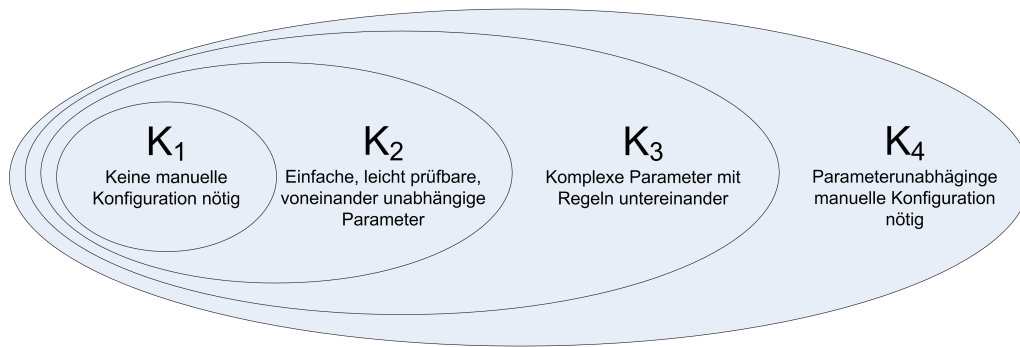 K₁
Keine manuelle
Konfiguration nötig
K₂
Einfache, leicht prüfbare,
voneinander unabhängige
Parameter
K₃
Komplexe Parameter mit
Regeln untereinander
K₄
Parameterunabhäginge
manuelle Konfiguration
nötig